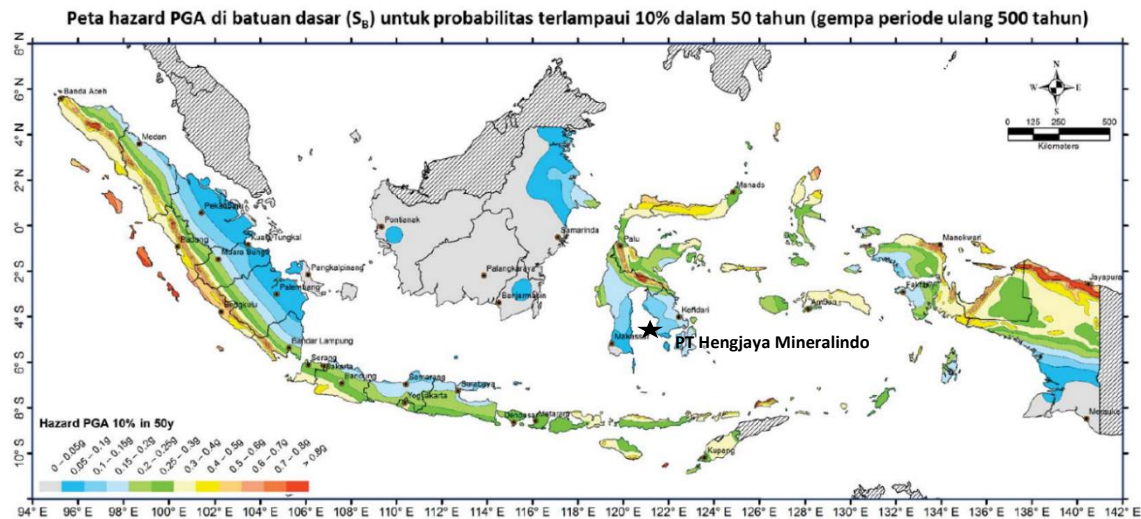 Peta hazard PGA di batuan dasar (S_B) untuk probabilitas terlampaui 10% dalam 50 tahun (gempa periode ulang 500 tahun)
8° N
6° N
4° N
2° N
0°
2° S
4° S
6° S
8° S
10° S
N
W
E
S
0 125 250 500
Kilometers
Banda Aceh
Medan
Pekanbaru
Padang
Kuala Tungkal
Muara Bungo
Pangkalpinang
Palembang
Bengkulu
Bandar Lampung
Serang
Jakarta
Bandung
Semarang
Yogyakarta
Surabaya
Denpasar
Mataram
Kupang
Pontianak
Palangkaraya
Banjarmasin
Samarinda
Manado
Palu
Kendari
Makassar
Ambon
Manokwari
Fakfak
Jayapura
Merauke
PT Hengjaya Mineralindo
Hazard PGA 10% in 50y
0 – 0.05g
0.05 – 0.1g
0.1 – 0.15g
0.15 – 0.2g
0.2 – 0.25g
0.25 – 0.3g
0.3 – 0.4g
0.4 – 0.5g
0.5 – 0.6g
0.6 – 0.7g
0.7 – 0.8g
> 0.8g
94° E 96° E 98° E 100° E 102° E 104° E 106° E 108° E 110° E 112° E 114° E 116° E 118° E 120° E 122° E 124° E 126° E 128° E 130° E 132° E 134° E 136° E 138° E 140° E 142° E